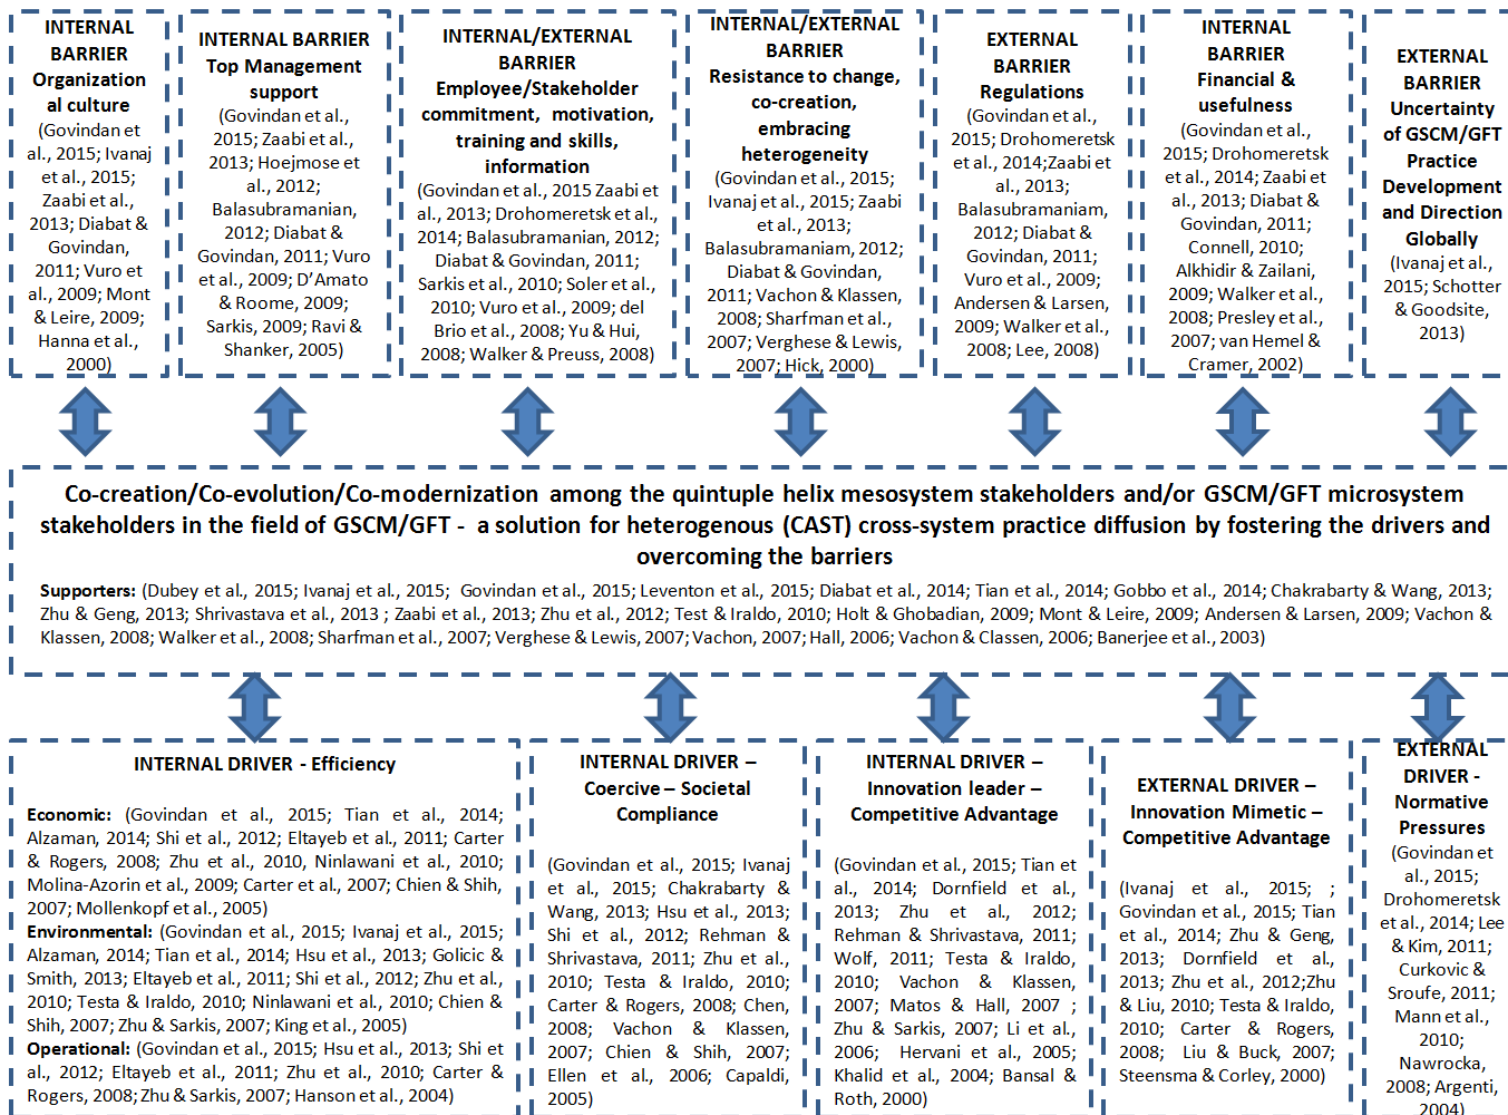 INTERNAL
BARRIER
Organization
al culture
(Govindan et
al., 2015; Ivanaj
et al., 2015;
Zaabi et al.,
2013; Diabat &
Govindan,
2011; Vuro et
al., 2009; Mont
& Leire, 2009;
Hanna et al.,
2000)
INTERNAL BARRIER
Top Management
support
(Govindan et al.,
2015; Zaabi et al.,
2013; Hoejmose et
al., 2012;
Balasubramanian,
2012; Diabat &
Govindan, 2011; Vuro
et al., 2009; D’Amato
& Roome, 2009;
Sarkis, 2009; Ravi &
Shanker, 2005)
INTERNAL/EXTERNAL
BARRIER
Employee/Stakeholder
commitment, motivation,
training and skills,
information
(Govindan et al., 2015 Zaabi et
al., 2013; Drohomeretsk et al.,
2014; Balasubramanian, 2012;
Diabat & Govindan, 2011;
Sarkis et al., 2010; Soler et al.,
2010; Vuro et al., 2009; del
Brio et al., 2008; Yu & Hui,
2008; Walker & Preuss, 2008)
INTERNAL/EXTERNAL
BARRIER
Resistance to change,
co-creation,
embracing
heterogeneity
(Govindan et al., 2015;
Ivanaj et al., 2015; Zaabi
et al., 2013;
Balasubramaniam, 2012;
Diabat & Govindan,
2011; Vachon & Klassen,
2008; Sharfman et al.,
2007; Verghese & Lewis,
2007; Hick, 2000)
EXTERNAL
BARRIER
Regulations
(Govindan et al.,
2015; Drohomeretsk
et al., 2014;Zaabi et
al., 2013;
Balasubramaniam,
2012; Diabat &
Govindan, 2011;
Vuro et al., 2009;
Andersen & Larsen,
2009; Walker et al.,
2008; Lee, 2008)
INTERNAL
BARRIER
Financial &
usefulness
(Govindan et al.,
2015; Drohomeretsk
et al., 2014; Zaabi et
al., 2013; Diabat &
Govindan, 2011;
Connell, 2010;
Alkhidir & Zailani,
2009; Walker et al.,
2008; Presley et al.,
2007; van Hemel &
Cramer, 2002)
EXTERNAL
BARRIER
Uncertainty
of GSCM/GFT
Practice
Development
and Direction
Globally
(Ivanaj et al.,
2015; Schotter
& Goodsite,
2013)
Co-creation/Co-evolution/Co-modernization among the quintuple helix mesosystem stakeholders and/or GSCM/GFT microsystem
stakeholders in the field of GSCM/GFT - a solution for heterogenous (CAST) cross-system practice diffusion by fostering the drivers and
overcoming the barriers
Supporters: (Dubey et al., 2015; Ivanaj et al., 2015; Govindan et al., 2015; Leventon et al., 2015; Diabat et al., 2014; Tian et al., 2014; Gobbo et al., 2014; Chakrabarty & Wang, 2013;
Zhu & Geng, 2013; Shrivastava et al., 2013 ; Zaabi et al., 2013; Zhu et al., 2012; Test & Iraldo, 2010; Holt & Ghobadian, 2009; Mont & Leire, 2009; Andersen & Larsen, 2009; Vachon &
Klassen, 2008; Walker et al., 2008; Sharfman et al., 2007; Verghese & Lewis, 2007; Vachon, 2007; Hall, 2006; Vachon & Classen, 2006; Banerjee et al., 2003)
INTERNAL DRIVER - Efficiency
Economic: (Govindan et al., 2015; Tian et al., 2014;
Alzaman, 2014; Shi et al., 2012; Eltayeb et al., 2011; Carter
& Rogers, 2008; Zhu et al., 2010, Ninlawani et al., 2010;
Molina-Azorin et al., 2009; Carter et al., 2007; Chien & Shih,
2007; Mollenkopf et al., 2005)
Environmental: (Govindan et al., 2015; Ivanaj et al., 2015;
Alzaman, 2014; Tian et al., 2014; Hsu et al., 2013; Golicic &
Smith, 2013; Eltayeb et al., 2011; Shi et al., 2012; Zhu et al.,
2010; Testa & Iraldo, 2010; Ninlawani et al., 2010; Chien &
Shih, 2007; Zhu & Sarkis, 2007; King et al., 2005)
Operational: (Govindan et al., 2015; Hsu et al., 2013; Shi et
al., 2012; Eltayeb et al., 2011; Zhu et al., 2010; Carter &
Rogers, 2008; Zhu & Sarkis, 2007; Hanson et al., 2004)
INTERNAL DRIVER –
Coercive – Societal
Compliance
(Govindan et al., 2015; Ivanaj
et al., 2015; Chakrabarty &
Wang, 2013; Hsu et al., 2013;
Shi et al., 2012; Rehman &
Shrivastava, 2011; Zhu et al.,
2010; Testa & Iraldo, 2010;
Carter & Rogers, 2008; Chen,
2008; Vachon & Klassen,
2007; Chien & Shih, 2007;
Ellen et al., 2006; Capaldi,
2005)
INTERNAL DRIVER –
Innovation leader –
Competitive Advantage
(Govindan et al., 2015; Tian et
al., 2014; Dornfield et al.,
2013; Zhu et al., 2012;
Rehman & Shrivastava, 2011;
Wolf, 2011; Testa & Iraldo,
2010; Vachon & Klassen,
2007; Matos & Hall, 2007 ;
Zhu & Sarkis, 2007; Li et al.,
2006; Hervani et al., 2005;
Khalid et al., 2004; Bansal &
Roth, 2000)
EXTERNAL DRIVER –
Innovation Mimetic –
Competitive Advantage
(Ivanaj et al., 2015; ;
Govindan et al., 2015; Tian
et al., 2014; Zhu & Geng,
2013; Dornfield et al.,
2013; Zhu et al., 2012;Zhu
& Liu, 2010; Testa & Iraldo,
2010; Carter & Rogers,
2008; Liu & Buck, 2007;
Steensma & Corley, 2000)
EXTERNAL
DRIVER -
Normative
Pressures
(Govindan et
al., 2015;
Drohomeretsk
et al., 2014; Lee
& Kim, 2011;
Curkovic &
Sroufe, 2011;
Mann et al.,
2010;
Nawrocka,
2008; Argenti,
2004)